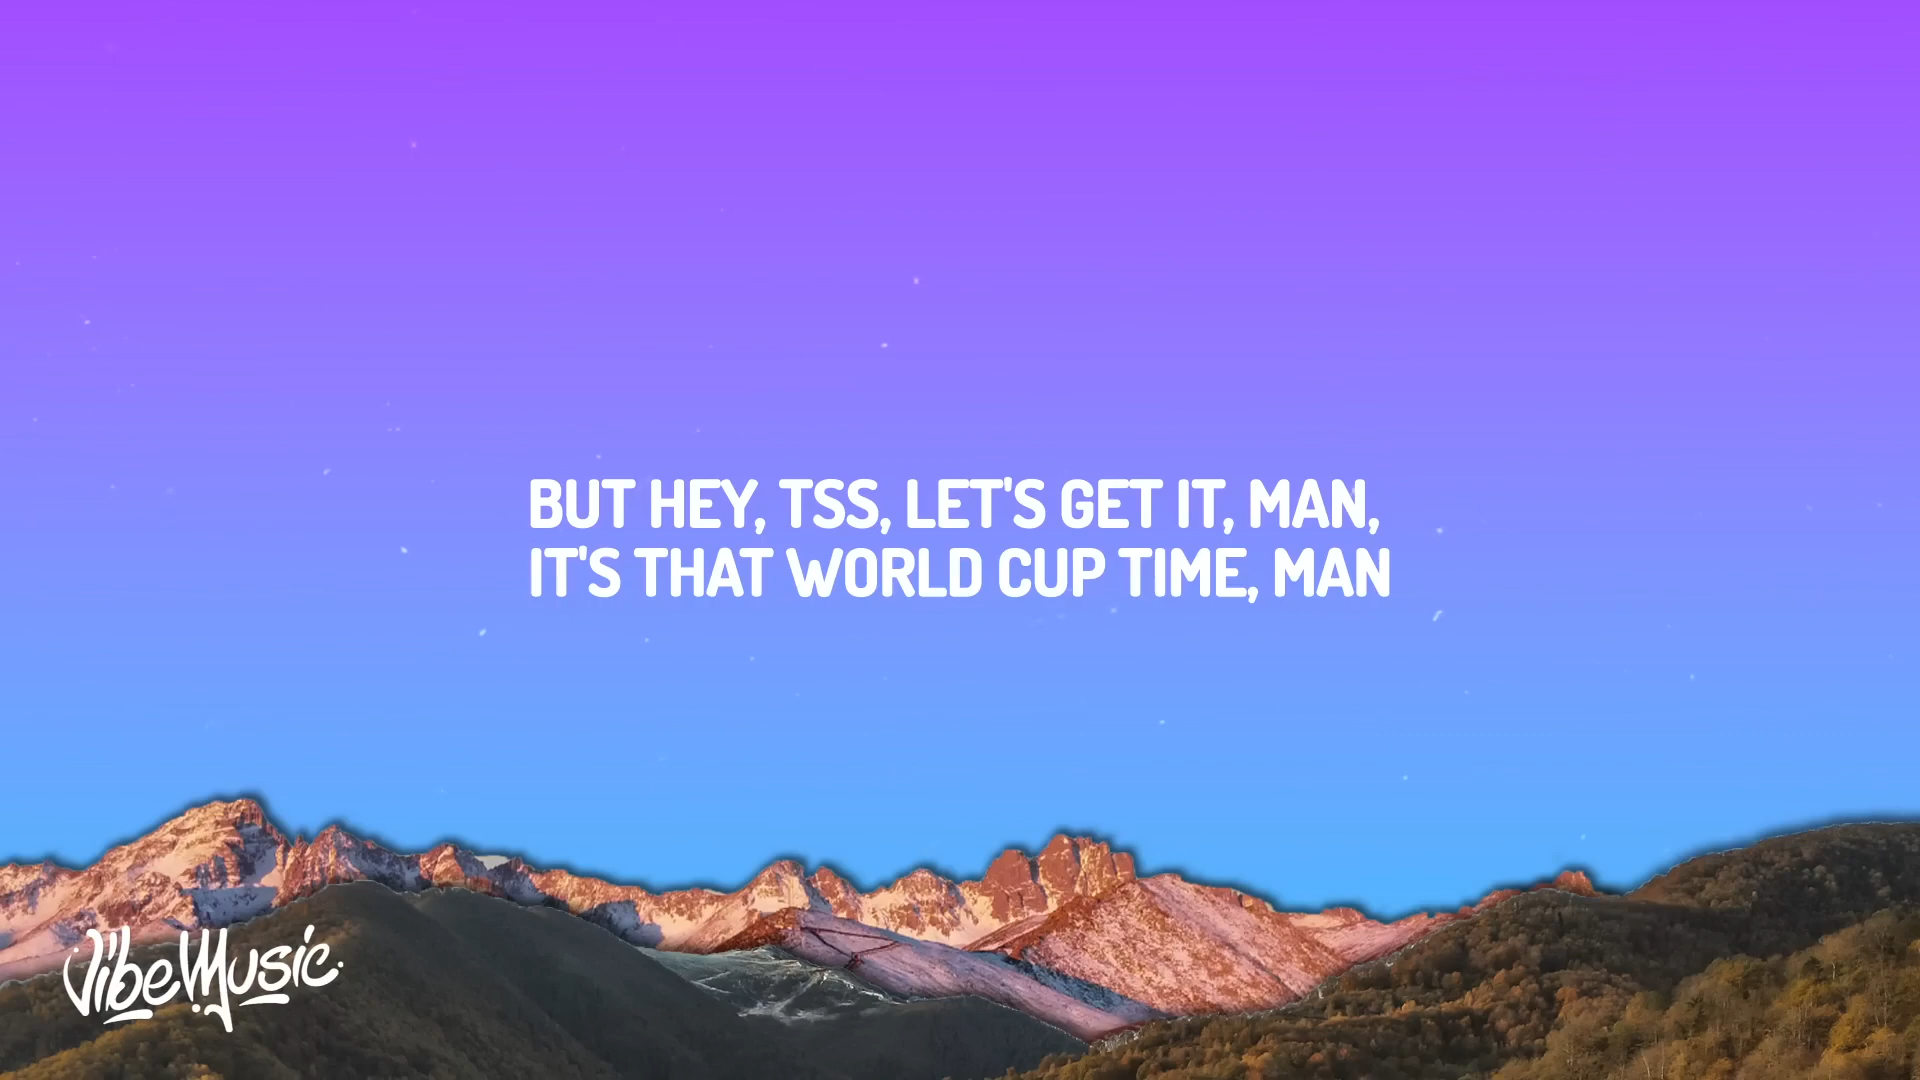 BUT HEY, TSS, LET'S GET IT, MAN,
IT'S THAT WORLD CUP TIME, MAN
VibeMusic